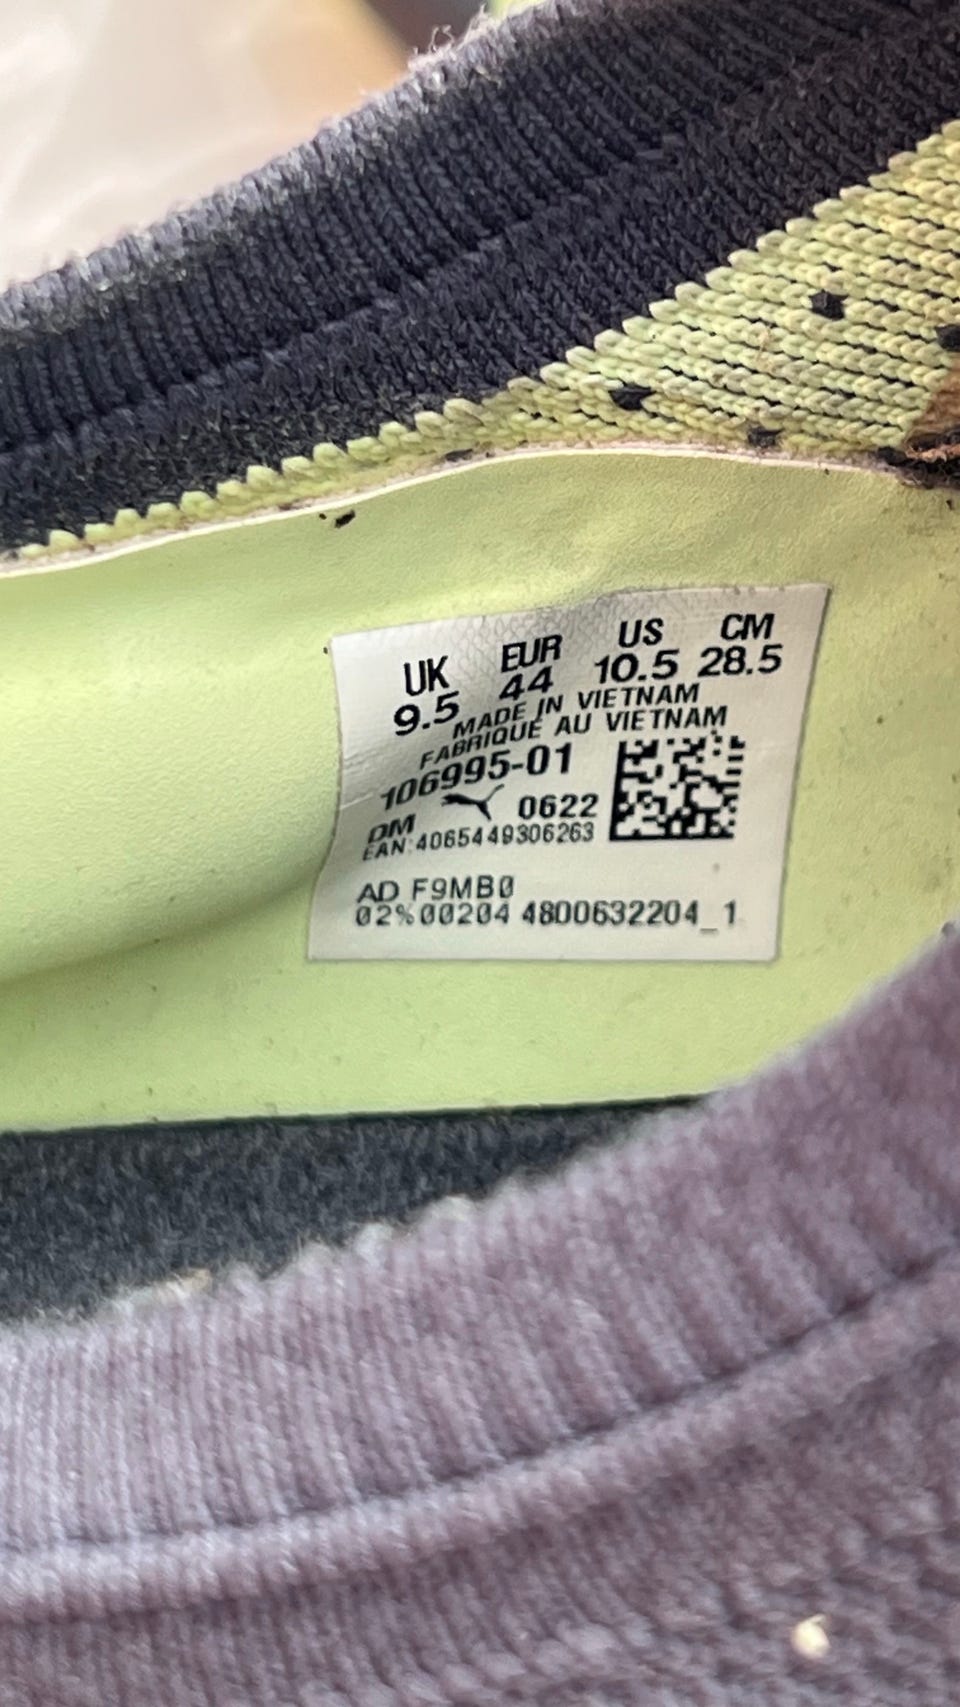 UK EUR US CM
9.5 44 10.5 28.5
MADE IN VIETNAM
FABRIQUÉ AU VIETNAM
106995-01
DM 0622
EAN:4065449306263
AD F9MB0
02%00204 4800632204_1